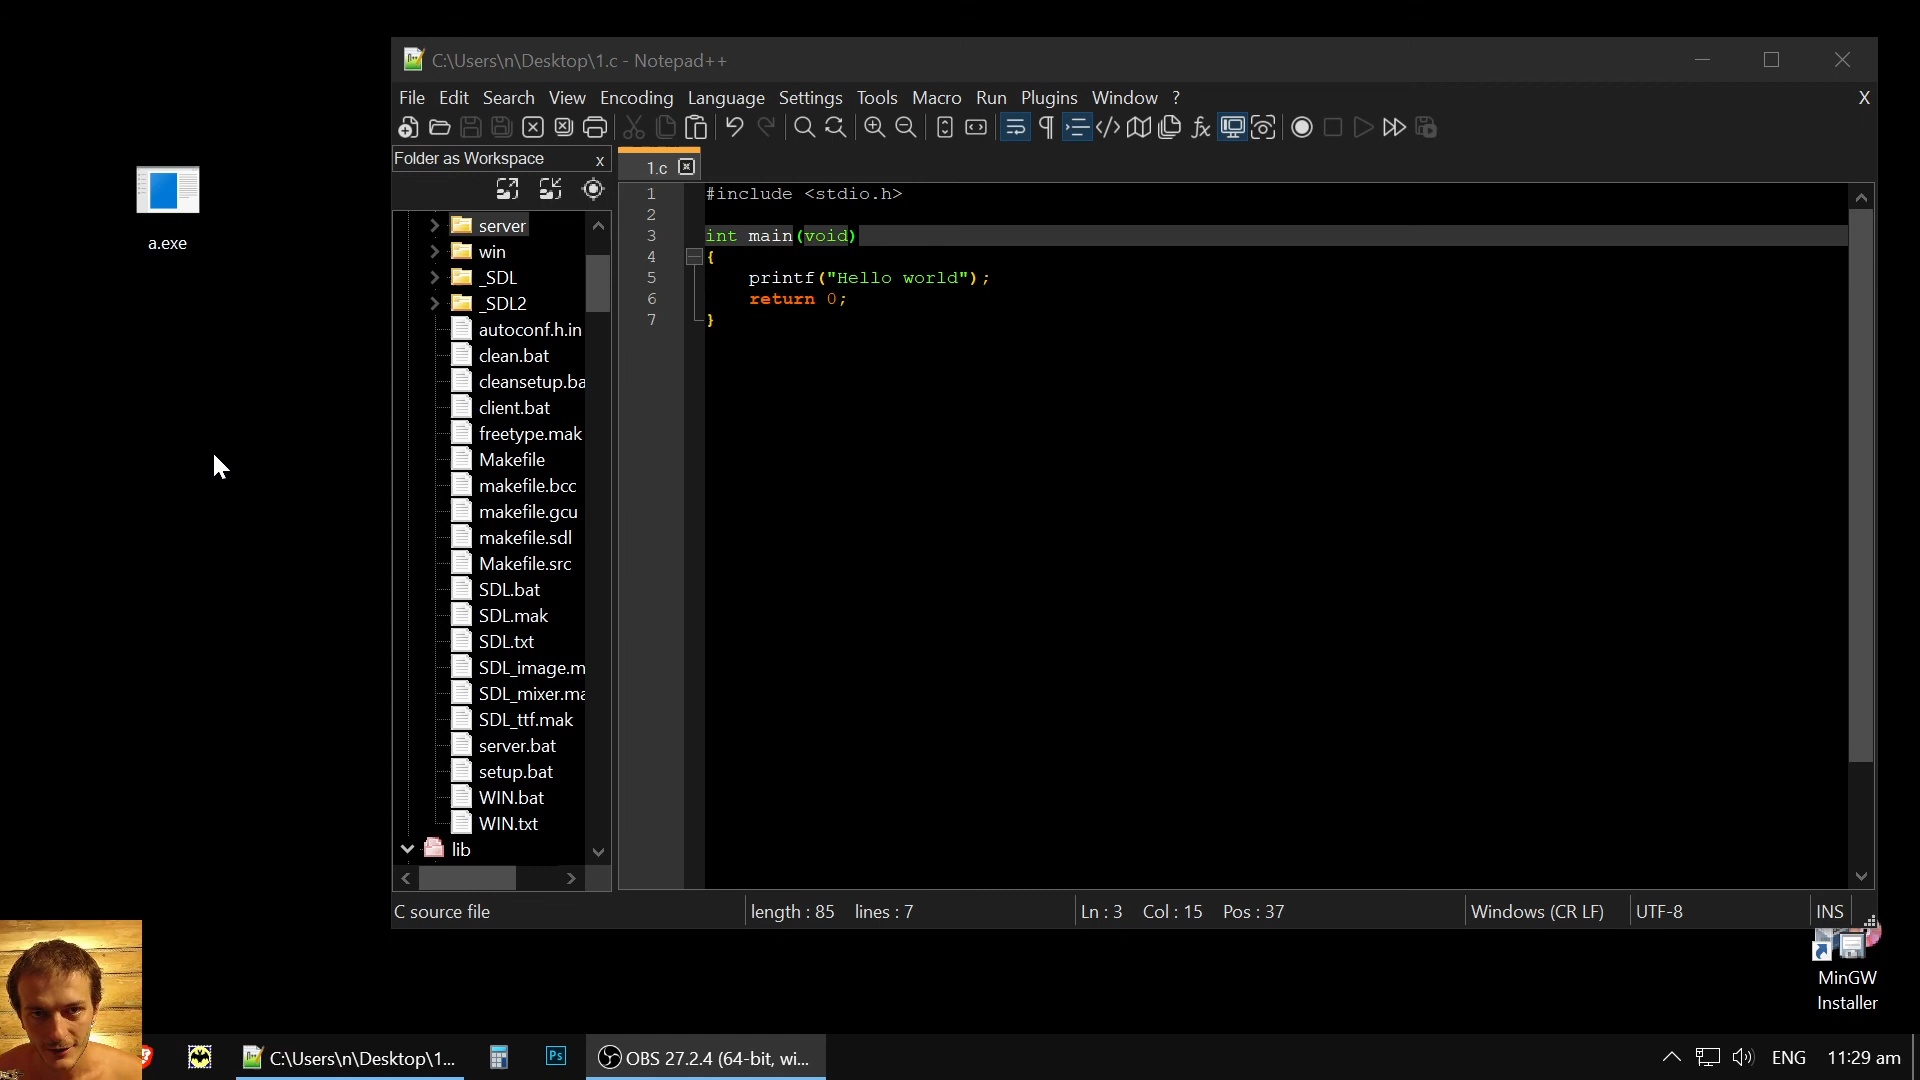 C:\Users\n\Desktop\1.c - Notepad++
File Edit Search View Encoding Language Settings Tools Macro Run Plugins Window ? X
Folder as Workspace x
1.c
a.exe
server
win
_SDL
_SDL2
autoconf.h.in
clean.bat
cleansetup.ba
client.bat
freetype.mak
Makefile
makefile.bcc
makefile.gcu
makefile.sdl
Makefile.src
SDL.bat
SDL.mak
SDL.txt
SDL_image.m
SDL_mixer.ma
SDL_ttf.mak
server.bat
setup.bat
WIN.bat
WIN.txt
lib
1 #include <stdio.h>
2
3 int main(void)
4 {
5 printf("Hello world");
6 return 0;
7 }
C source file length : 85 lines : 7 Ln : 3 Col : 15 Pos : 37 Windows (CR LF) UTF-8 INS
MinGW
Installer
C:\Users\n\Desktop\1... Ps OBS 27.2.4 (64-bit, wi... ENG 11:29 am